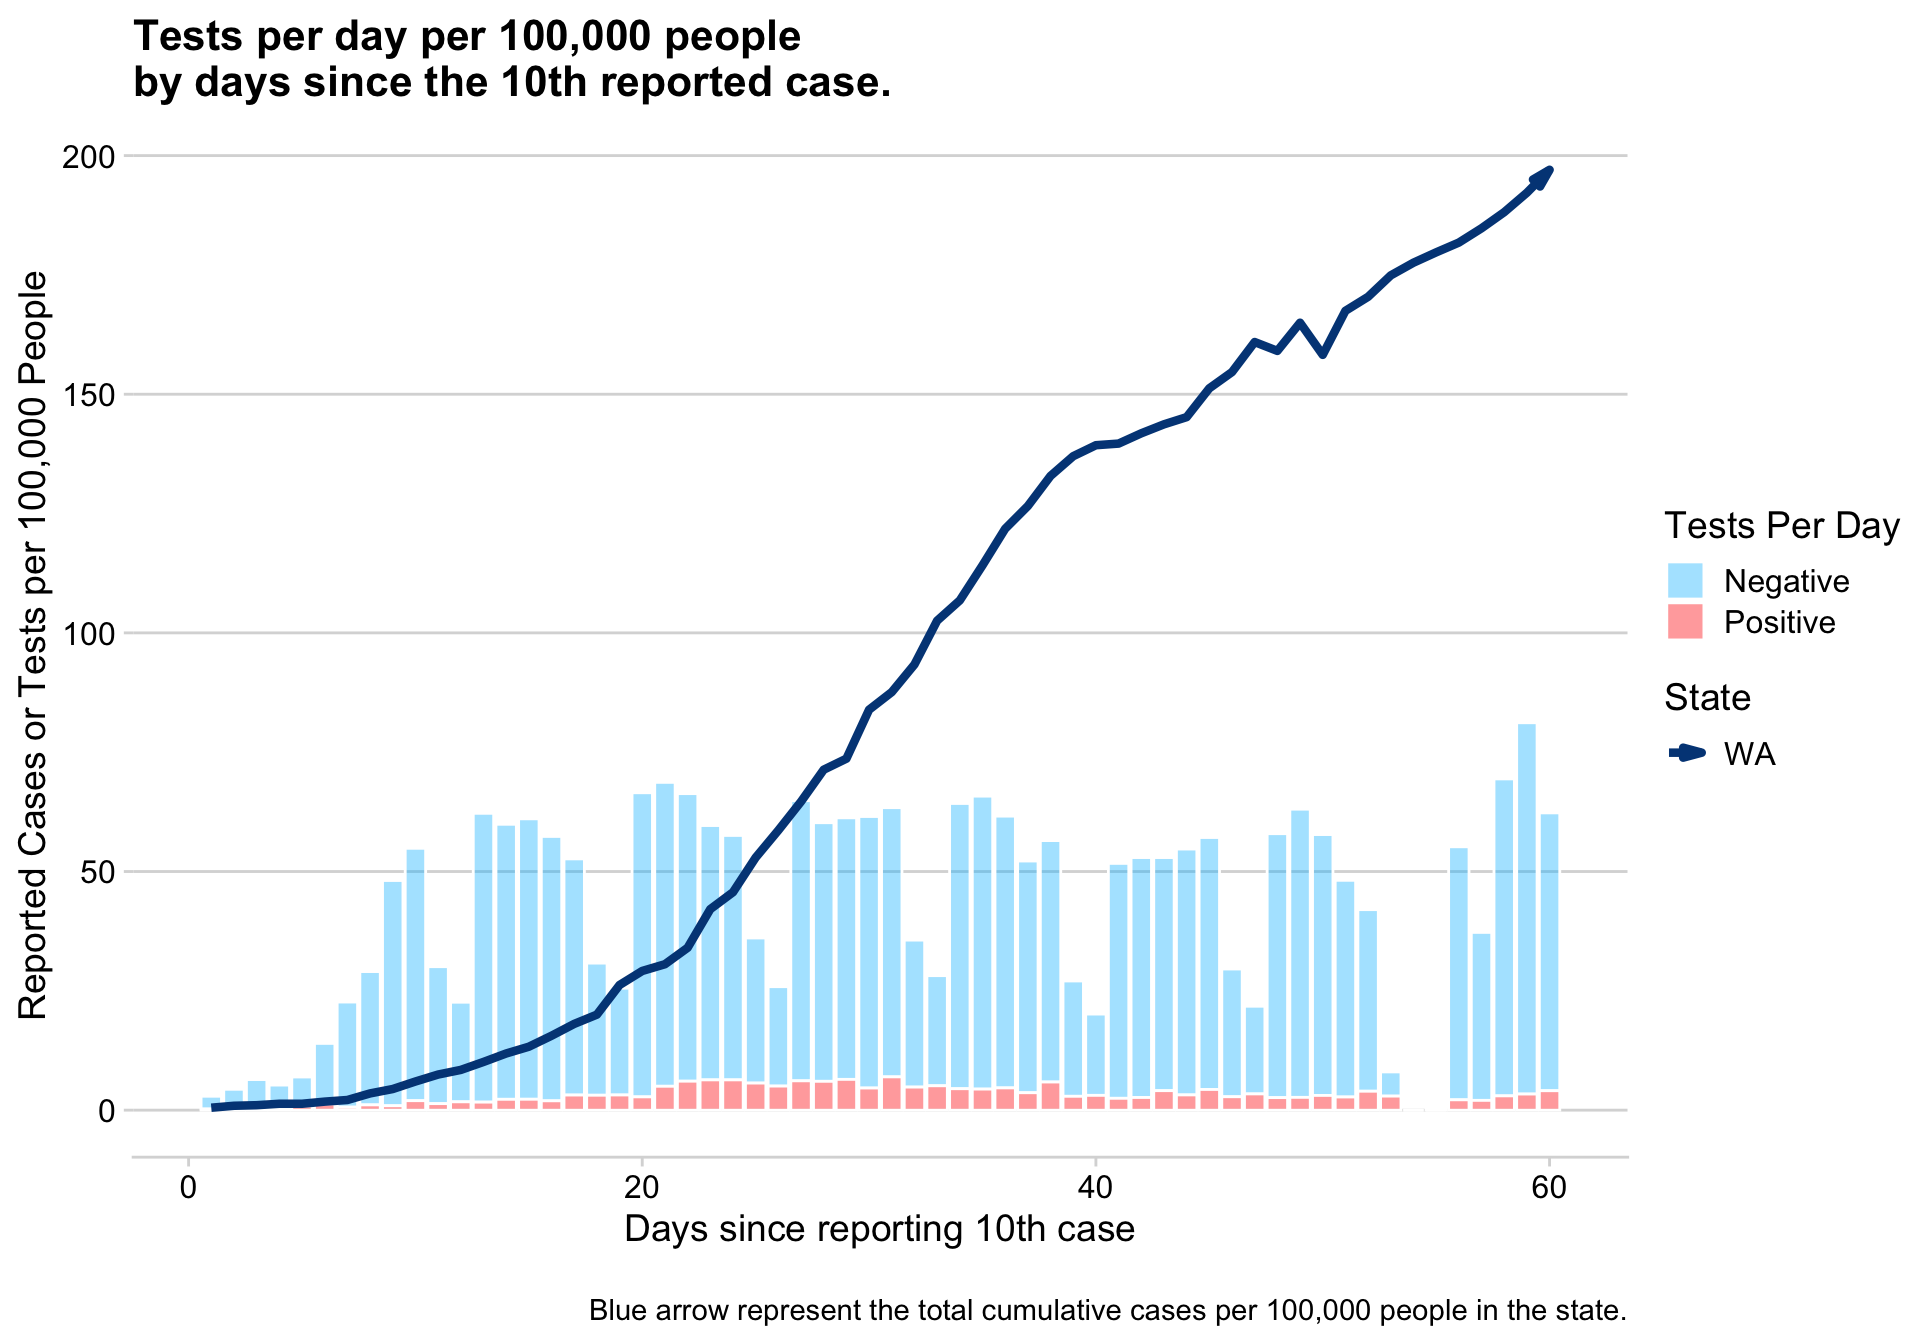 Tests per day per 100,000 people
by days since the 10th reported case.
Reported Cases or Tests per 100,000 People
200
150
100
50
0
0
20
40
60
Days since reporting 10th case
Tests Per Day
Negative
Positive
State
WA
Blue arrow represent the total cumulative cases per 100,000 people in the state.